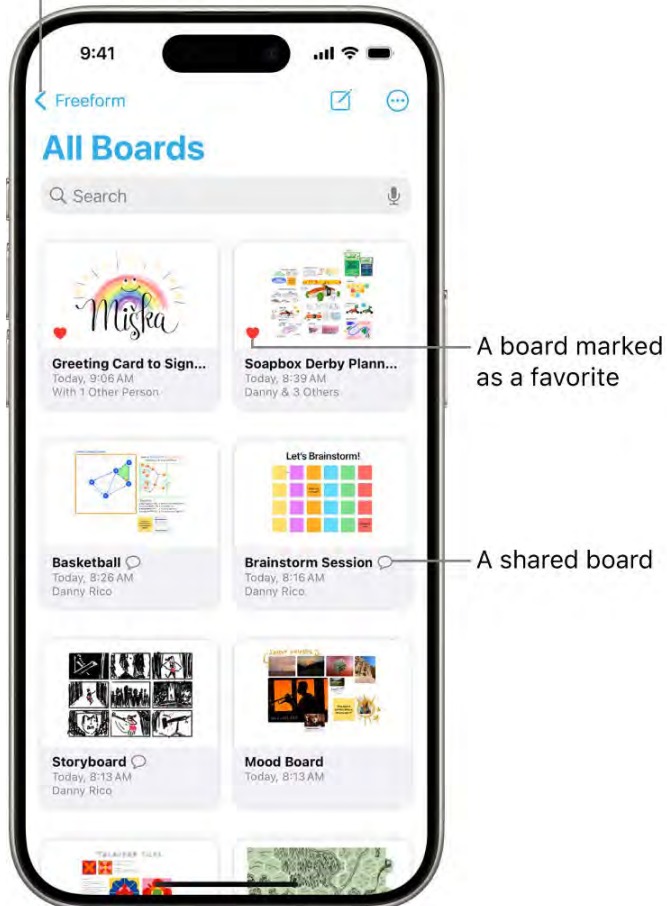 9:41
Freeform
All Boards
Search
Miška
Greeting Card to Sign...
Today, 9:06 AM
With 1 Other Person
Soapbox Derby Plann...
Today, 8:39 AM
Danny & 3 Others
A board marked
as a favorite
Let's Brainstorm!
Basketball
Today, 8:26 AM
Danny Rico
Brainstorm Session
Today, 8:16 AM
Danny Rico
A shared board
Storyboard
Today, 8:13 AM
Danny Rico
Mood Board
Today, 8:13 AM
TALAVERA TILES